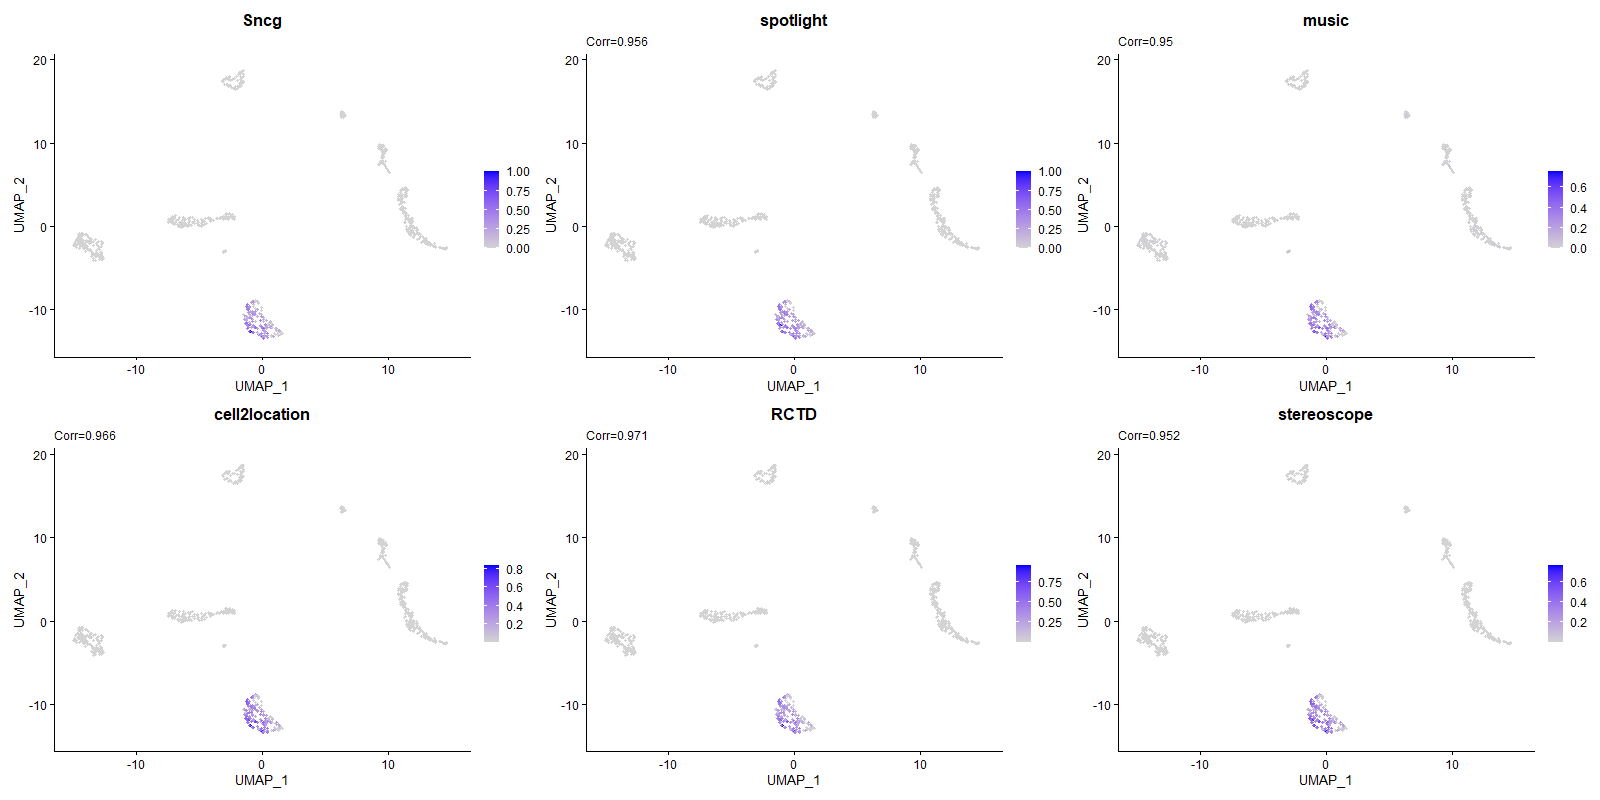 Sncg
20
10
0
-10
-10
0
10
UMAP_1
UMAP_2
1.00
0.75
0.50
0.25
0.00
spotlight
Corr=0.956
20
10
0
-10
-10
0
10
UMAP_1
UMAP_2
1.00
0.75
0.50
0.25
0.00
music
Corr=0.95
20
10
0
-10
-10
0
10
UMAP_1
UMAP_2
0.6
0.4
0.2
0.0
cell2location
Corr=0.966
20
10
0
-10
-10
0
10
UMAP_1
UMAP_2
0.8
0.6
0.4
0.2
RCTD
Corr=0.971
20
10
0
-10
-10
0
10
UMAP_1
UMAP_2
0.75
0.50
0.25
stereoscope
Corr=0.952
20
10
0
-10
-10
0
10
UMAP_1
UMAP_2
0.6
0.4
0.2